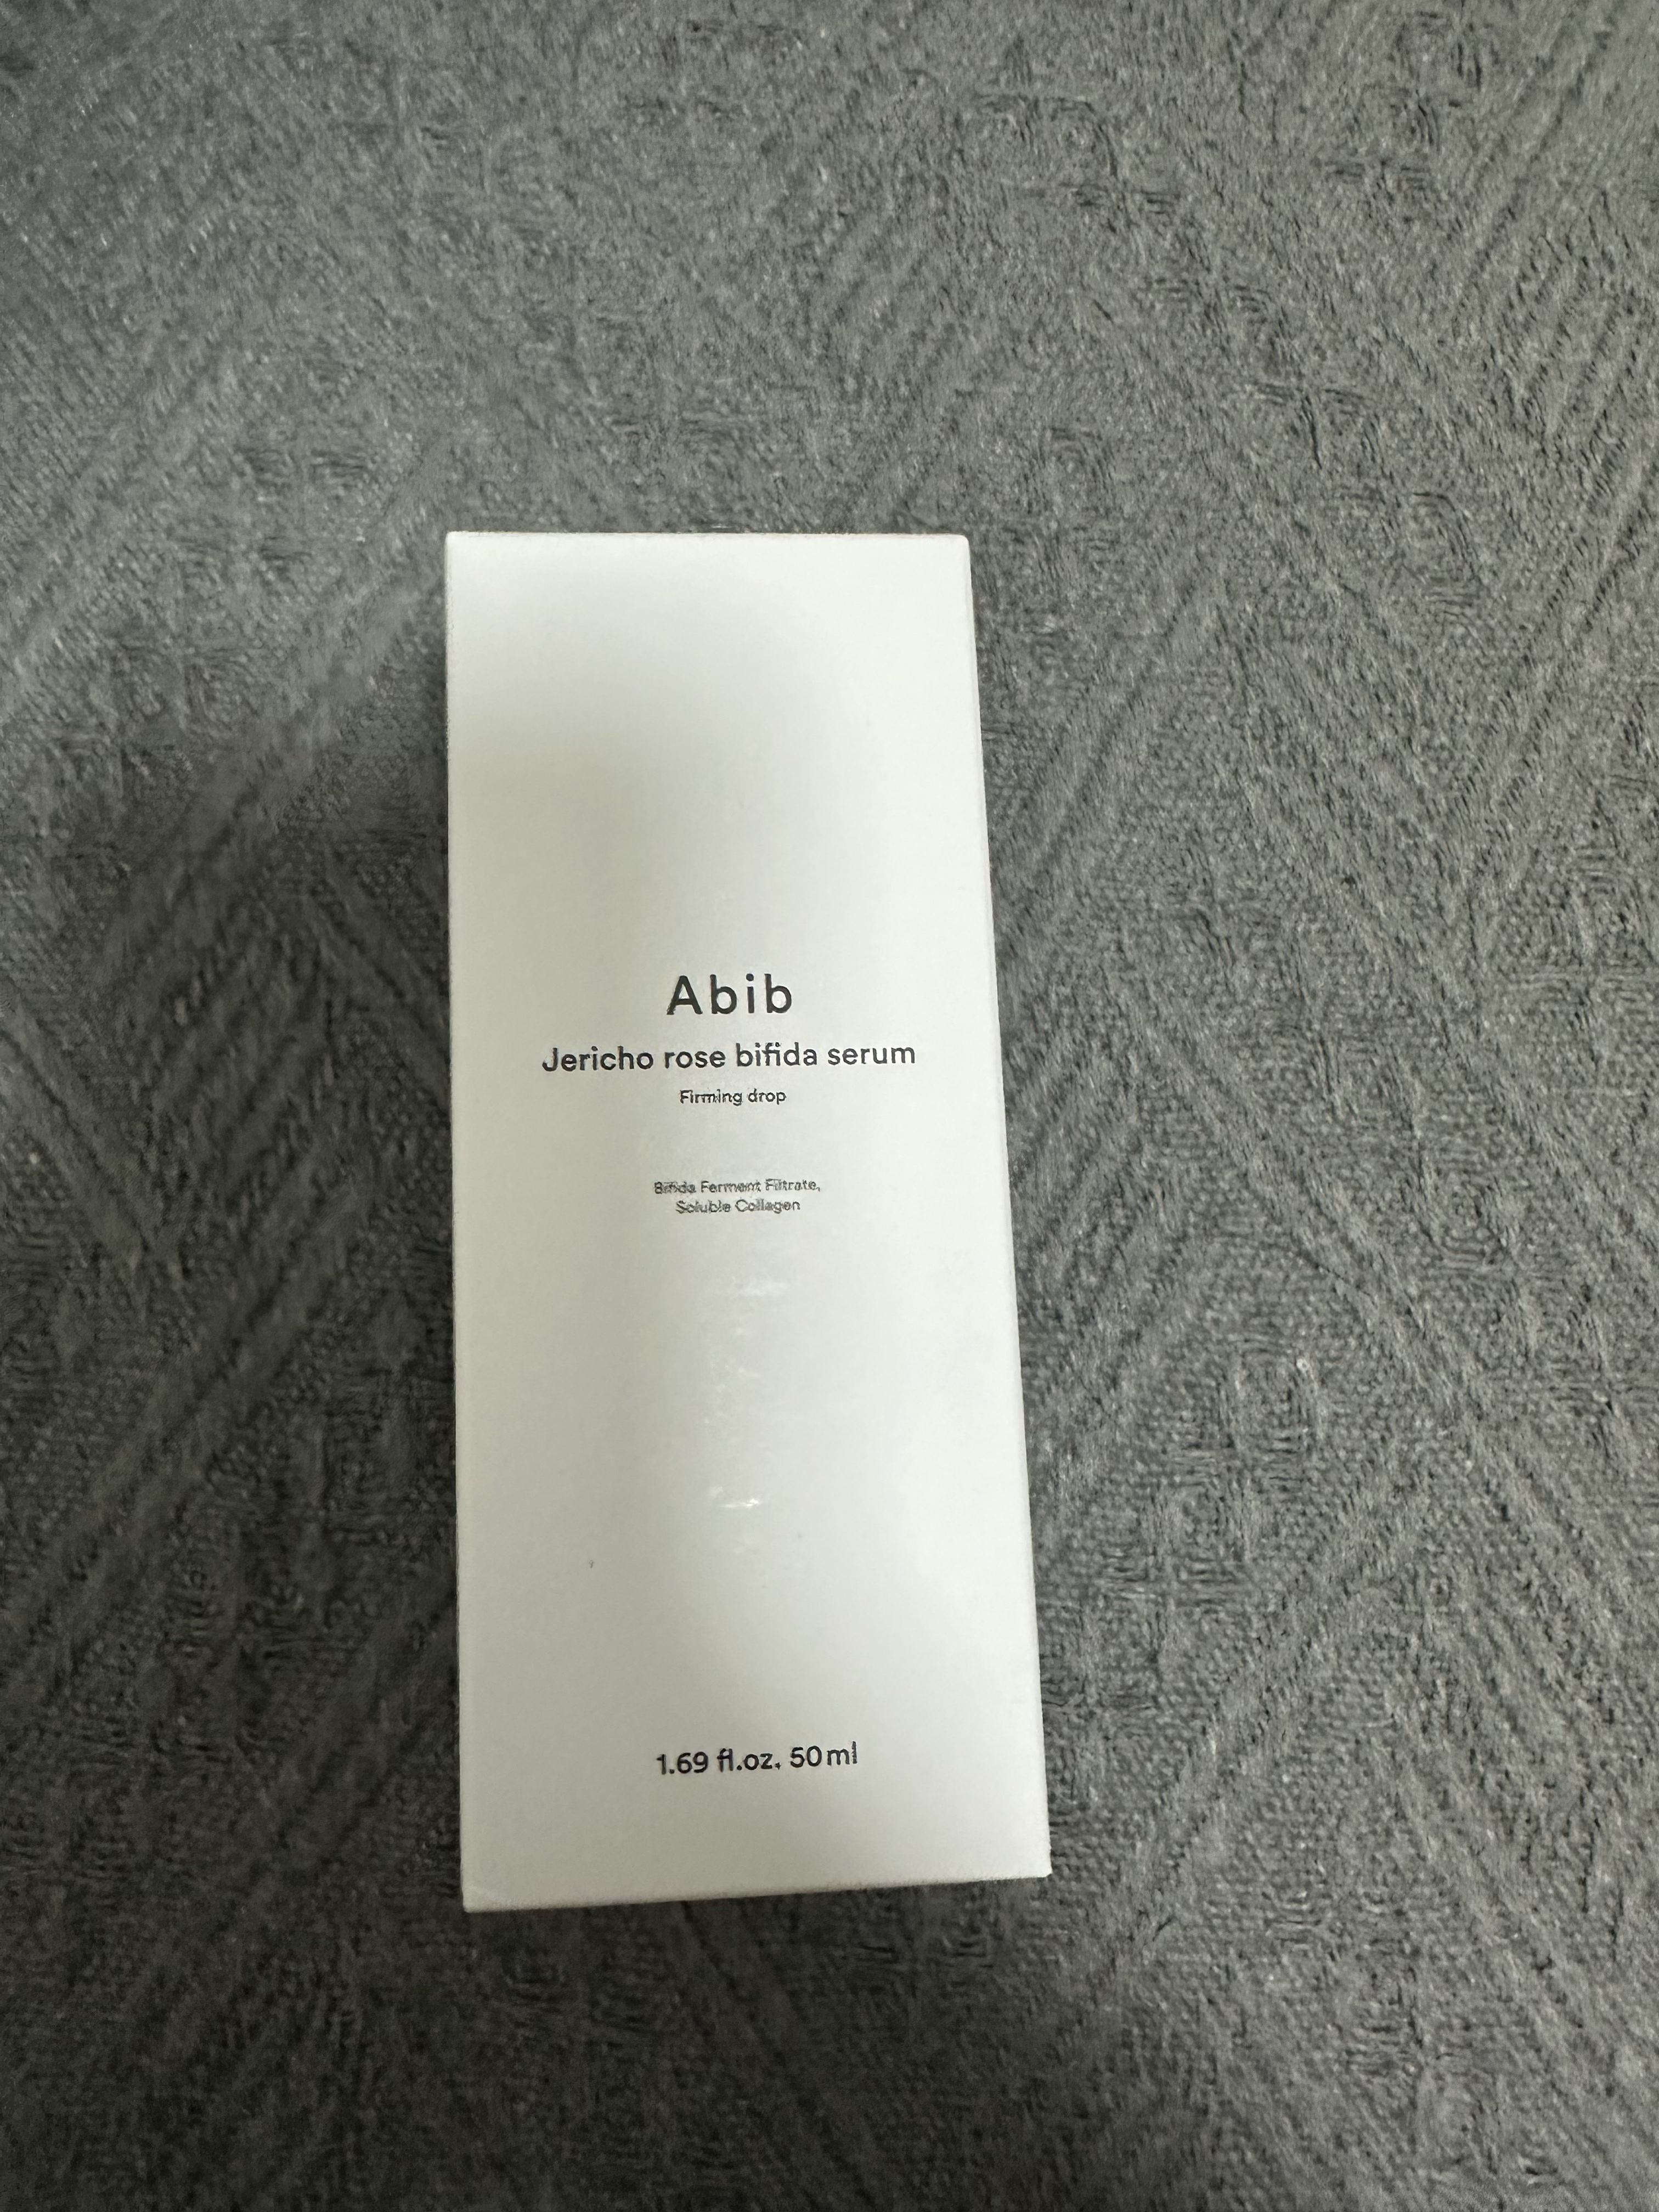 Abib
Jericho rose bifida serum
Firming drop
Bifida Ferment Filtrate,
Soluble Collagen
1.69 fl.oz. 50ml